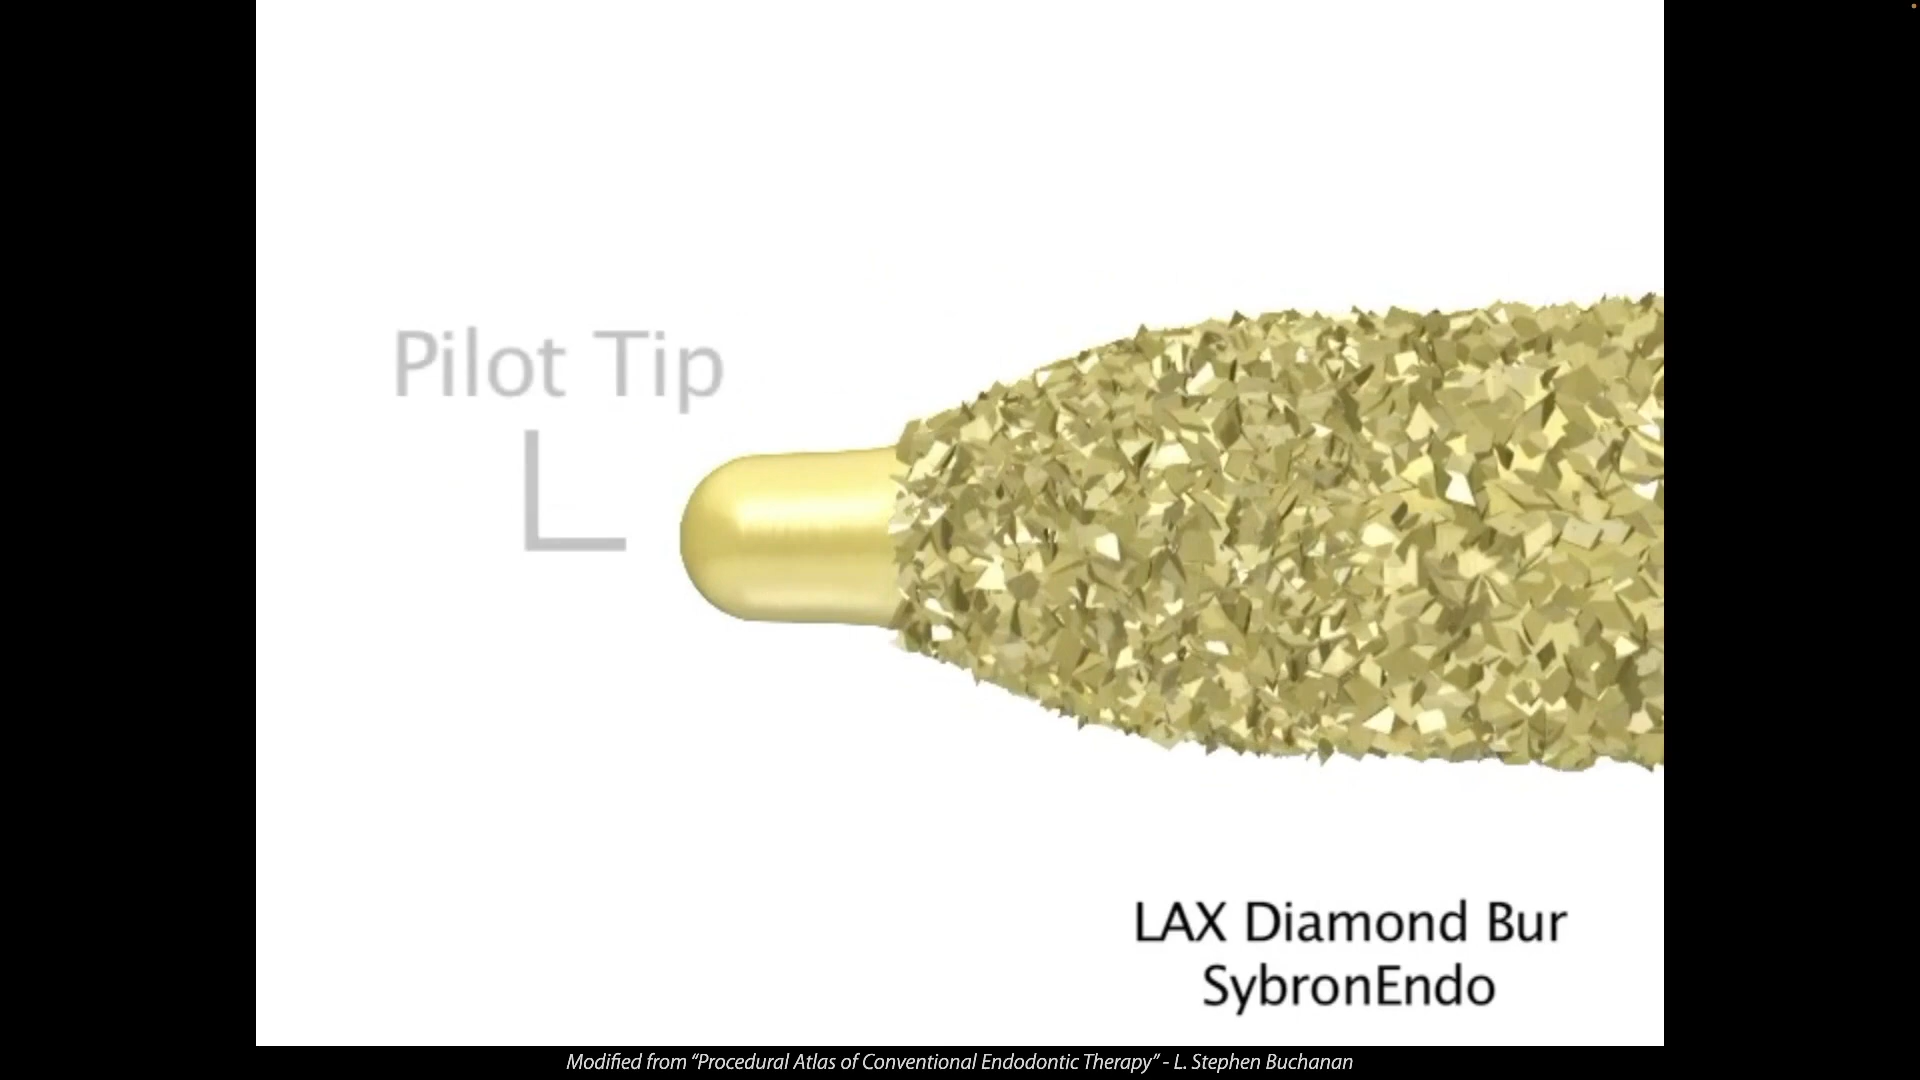 Pilot Tip
LAX Diamond Bur
SybronEndo
Modified from “Procedural Atlas of Conventional Endodontic Therapy” - L. Stephen Buchanan